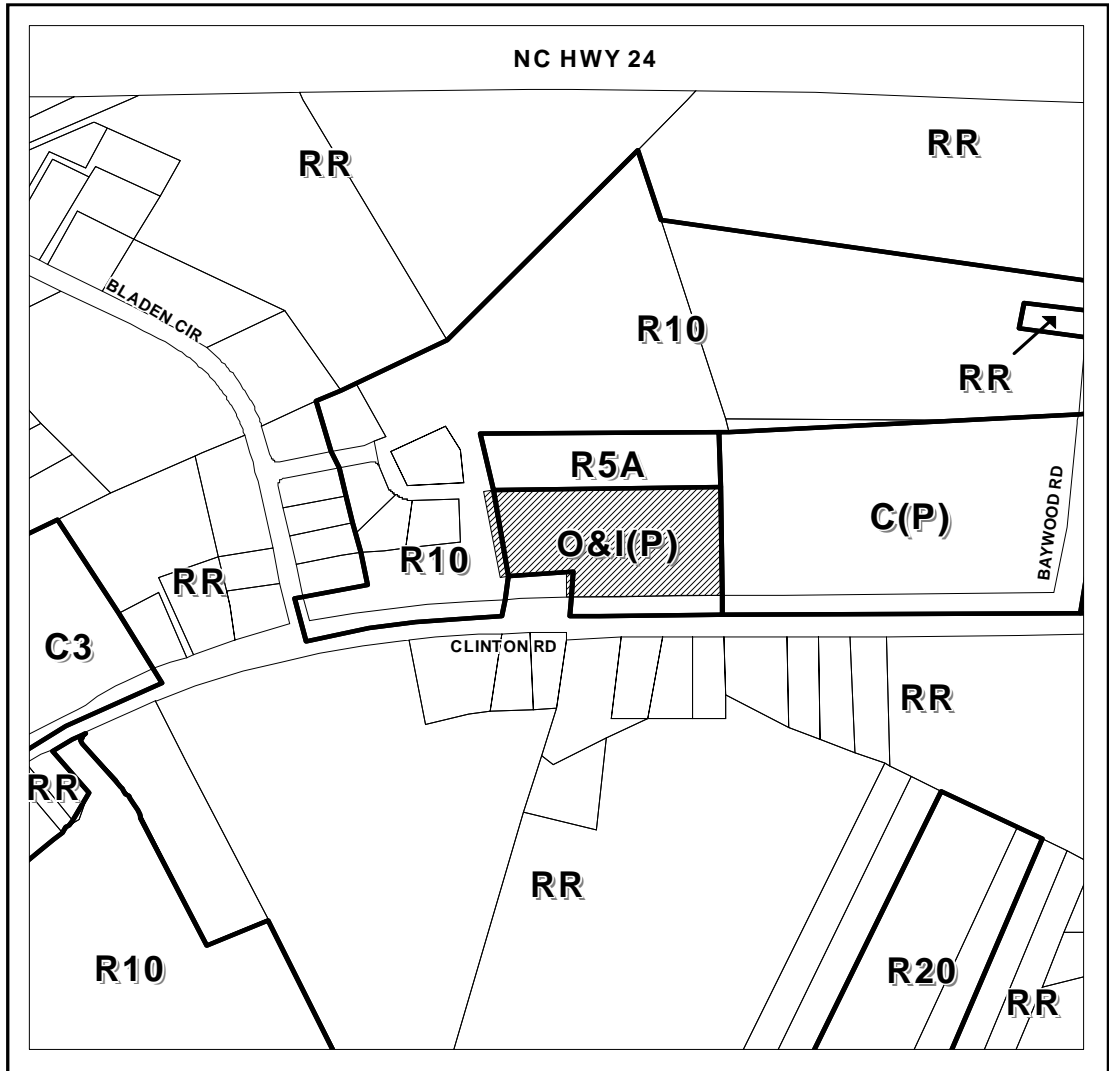 NC HWY 24
RR
RR
BLADEN CIR
R10
RR
R5A
C(P)
BAYWOOD RD
O&I(P)
R10
RR
C3
CLINTON RD
RR
RR
RR
R10
R20
RR